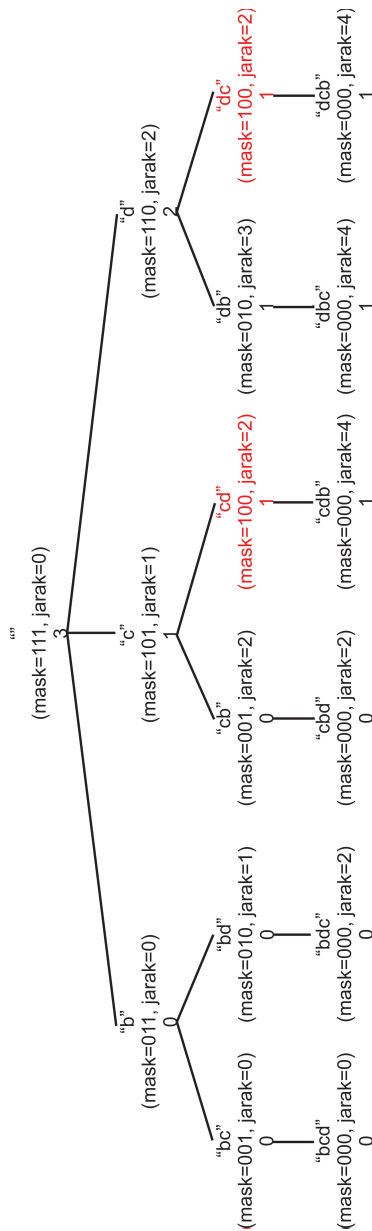 “”
(mask=111, jarak=0)
3
“b”
(mask=011, jarak=0)
0
“c”
(mask=101, jarak=1)
1
“d”
(mask=110, jarak=2)
2
“bc”
(mask=001, jarak=0)
0
“bd”
(mask=010, jarak=1)
0
“cb”
(mask=001, jarak=2)
0
“cd”
(mask=100, jarak=2)
1
“db”
(mask=010, jarak=3)
1
“dc”
(mask=100, jarak=2)
1
“bcd”
(mask=000, jarak=0)
0
“bdc”
(mask=000, jarak=2)
0
“cbd”
(mask=000, jarak=2)
0
“cdb”
(mask=000, jarak=4)
1
“dbc”
(mask=000, jarak=4)
1
“dcb”
(mask=000, jarak=4)
1